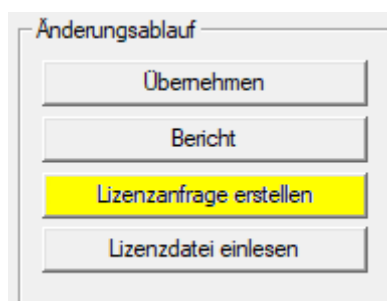 Änderungsablauf
Übernehmen
Bericht
Lizenzanfrage erstellen
Lizenzdatei einlesen